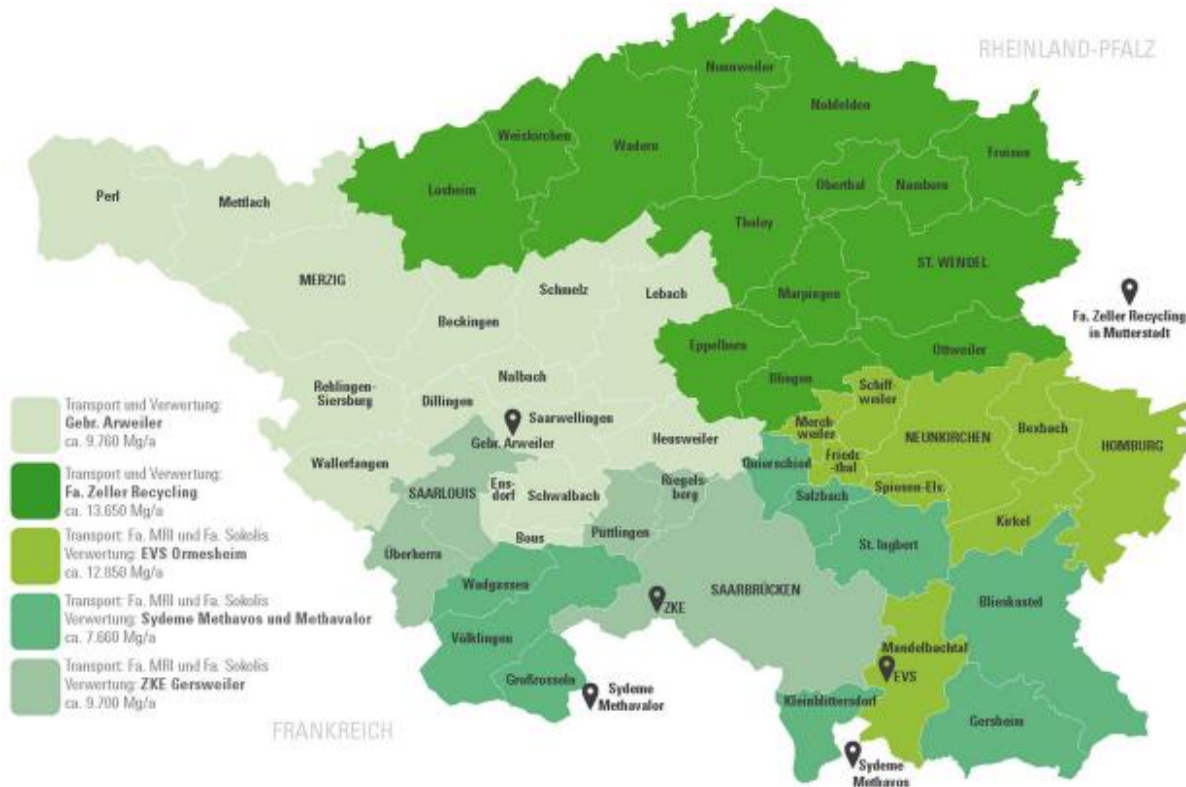 RHEINLAND-PFALZ
Nonnweiler
Nohfelden
Weiskirchen
Wadern
Freisen
Losheim
Oberthal
Namborn
Perl
Mettlach
Tholey
ST. WENDEL
MERZIG
Schmelz
Lebach
Marpingen
Beckingen
Fa. Zeller Recycling
in Mutterstadt
Eppelborn
Ottweiler
Nalbach
Illingen
Rehlingen-
Siersburg
Dillingen
Schiff-
weiler
Saarwellingen
Gebr. Arweiler
Heusweiler
Merch-
weiler
NEUNKIRCHEN
Bexbach
HOMBURG
Wallerfangen
Quierschied
Friedr.
-thal
SAARLOUIS
Ens-
dorf
Schwalbach
Riegels-
berg
Sulzbach
Spiesen-Elv.
Püttlingen
Kirkel
Bous
Überherrn
St. Ingbert
Wadgassen
SAARBRÜCKEN
Blieskastel
ZKE
Völklingen
Mandelbachtal
EVS
Großrosseln
Sydeme
Methavalor
Kleinblittersdorf
Gersheim
FRANKREICH
Sydeme
Methavos
Transport und Verwertung:
Gebr. Arweiler
ca. 9.760 Mg/a
Transport und Verwertung:
Fa. Zeller Recycling
ca. 13.650 Mg/a
Transport: Fa. MRI und Fa. Sokolis
Verwertung: EVS Ormesheim
ca. 12.850 Mg/a
Transport: Fa. MRI und Fa. Sokolis
Verwertung: Sydeme Methavos und Methavalor
ca. 7.660 Mg/a
Transport: Fa. MRI und Fa. Sokolis
Verwertung: ZKE Gersweiler
ca. 9.700 Mg/a